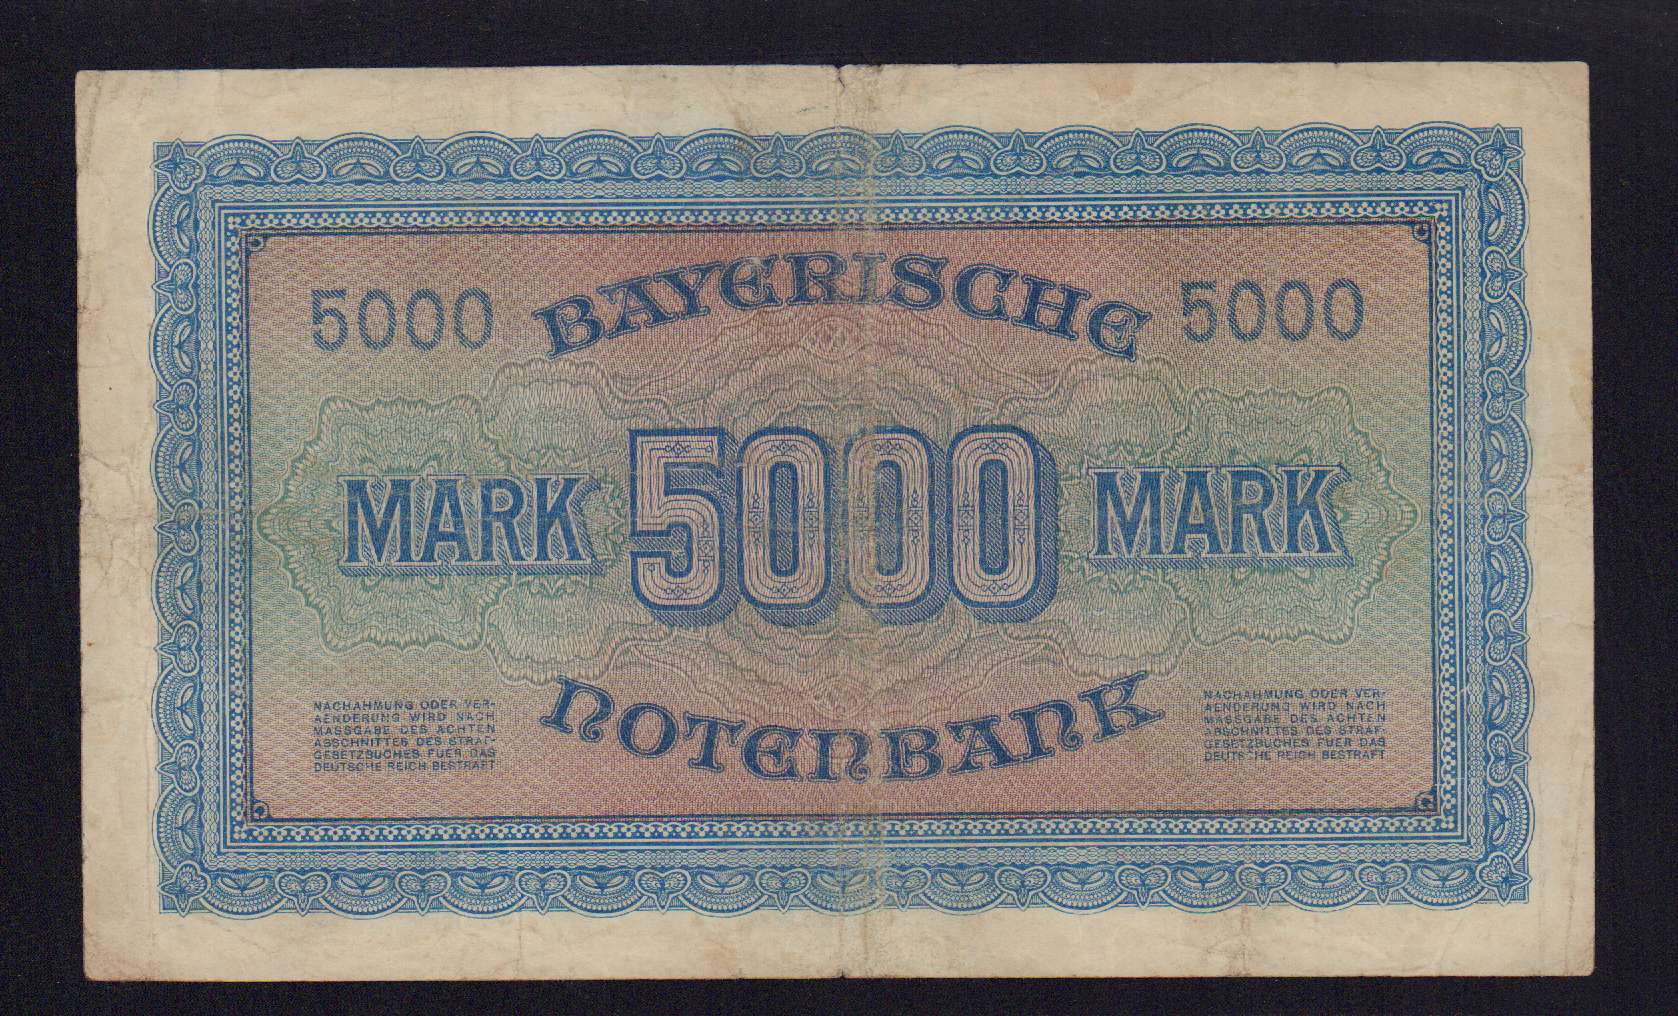 BAYERISCHE
5000 5000
MARK 5000 MARK
NOTENBANK
NACHAHMUNG ODER VER-
AENDERUNG WIRD NACH
MASSGABE DES ACHTEN
ABSCHNITTES DES STRAF-
GESETZBUCHES FUER DAS
DEUTSCHE REICH BESTRAFT
NACHAHMUNG ODER VER-
AENDERUNG WIRD NACH
MASSGABE DES ACHTEN
ABSCHNITTES DES STRAF-
GESETZBUCHES FUER DAS
DEUTSCHE REICH BESTRAFT